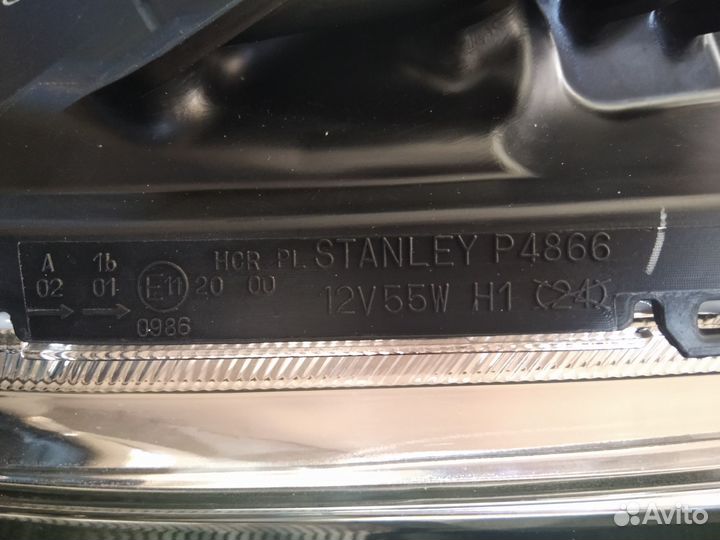 A 1b HCR PL STANLEY P4866
02 01 E11 20 00 12V55W H1 24
0986
Avito